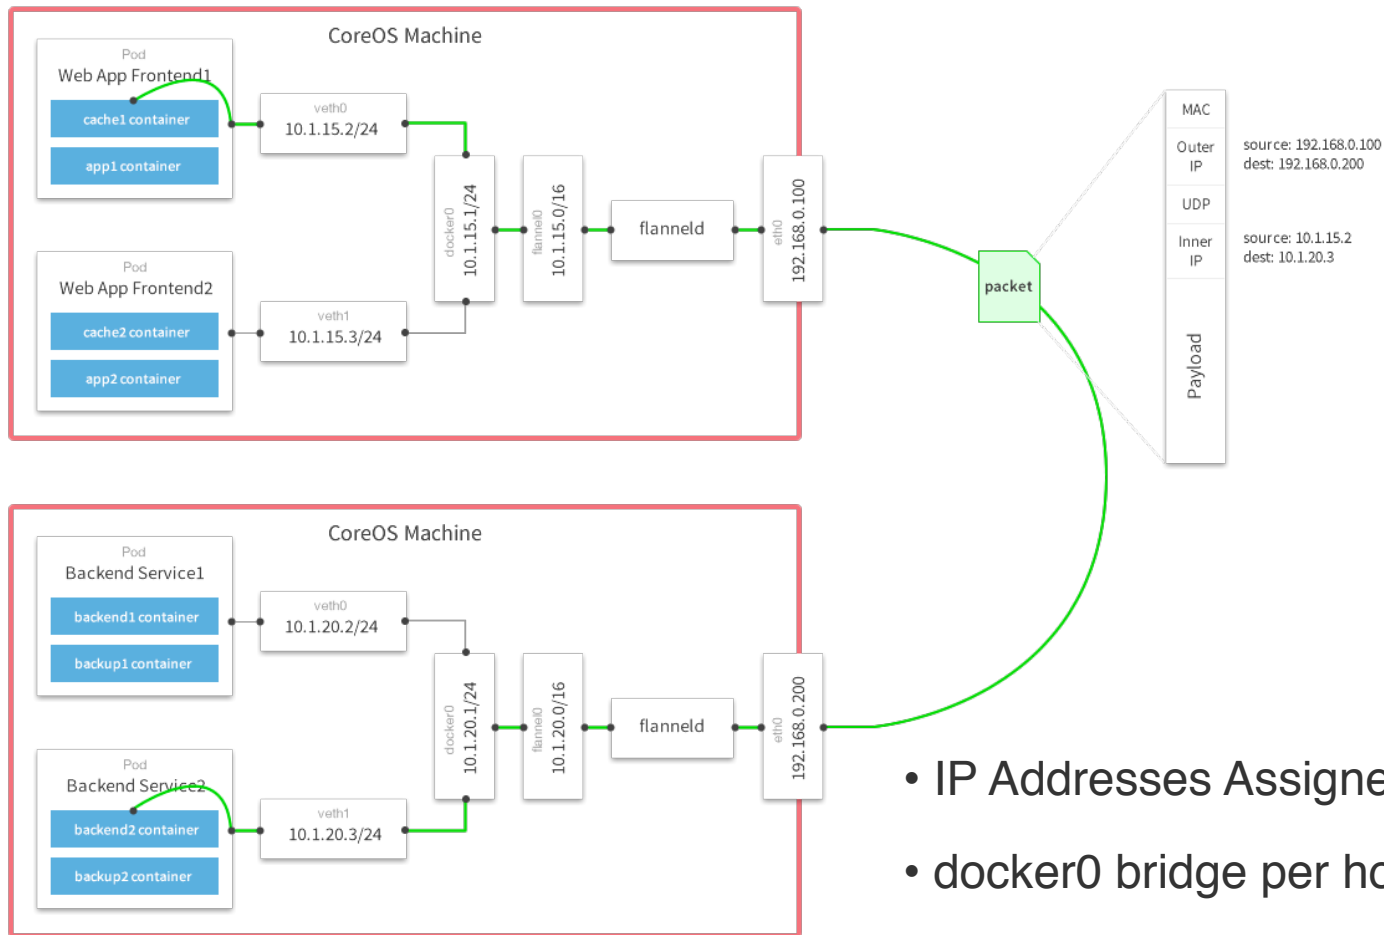 CoreOS Machine
Pod
Web App Frontend1
cache1 container
app1 container
veth0
10.1.15.2/24
Pod
Web App Frontend2
cache2 container
app2 container
veth1
10.1.15.3/24
docker0
10.1.15.1/24
flannel0
10.1.15.0/16
flanneld
eth0
192.168.0.100
packet
MAC
Outer
IP
source: 192.168.0.100
dest: 192.168.0.200
UDP
Inner
IP
source: 10.1.15.2
dest: 10.1.20.3
Payload
CoreOS Machine
Pod
Backend Service1
backend1 container
backup1 container
veth0
10.1.20.2/24
Pod
Backend Service2
backend2 container
backup2 container
veth1
10.1.20.3/24
docker0
10.1.20.1/24
flannel0
10.1.20.0/16
flanneld
eth0
192.168.0.200
• IP Addresses Assigne
• docker0 bridge per ho